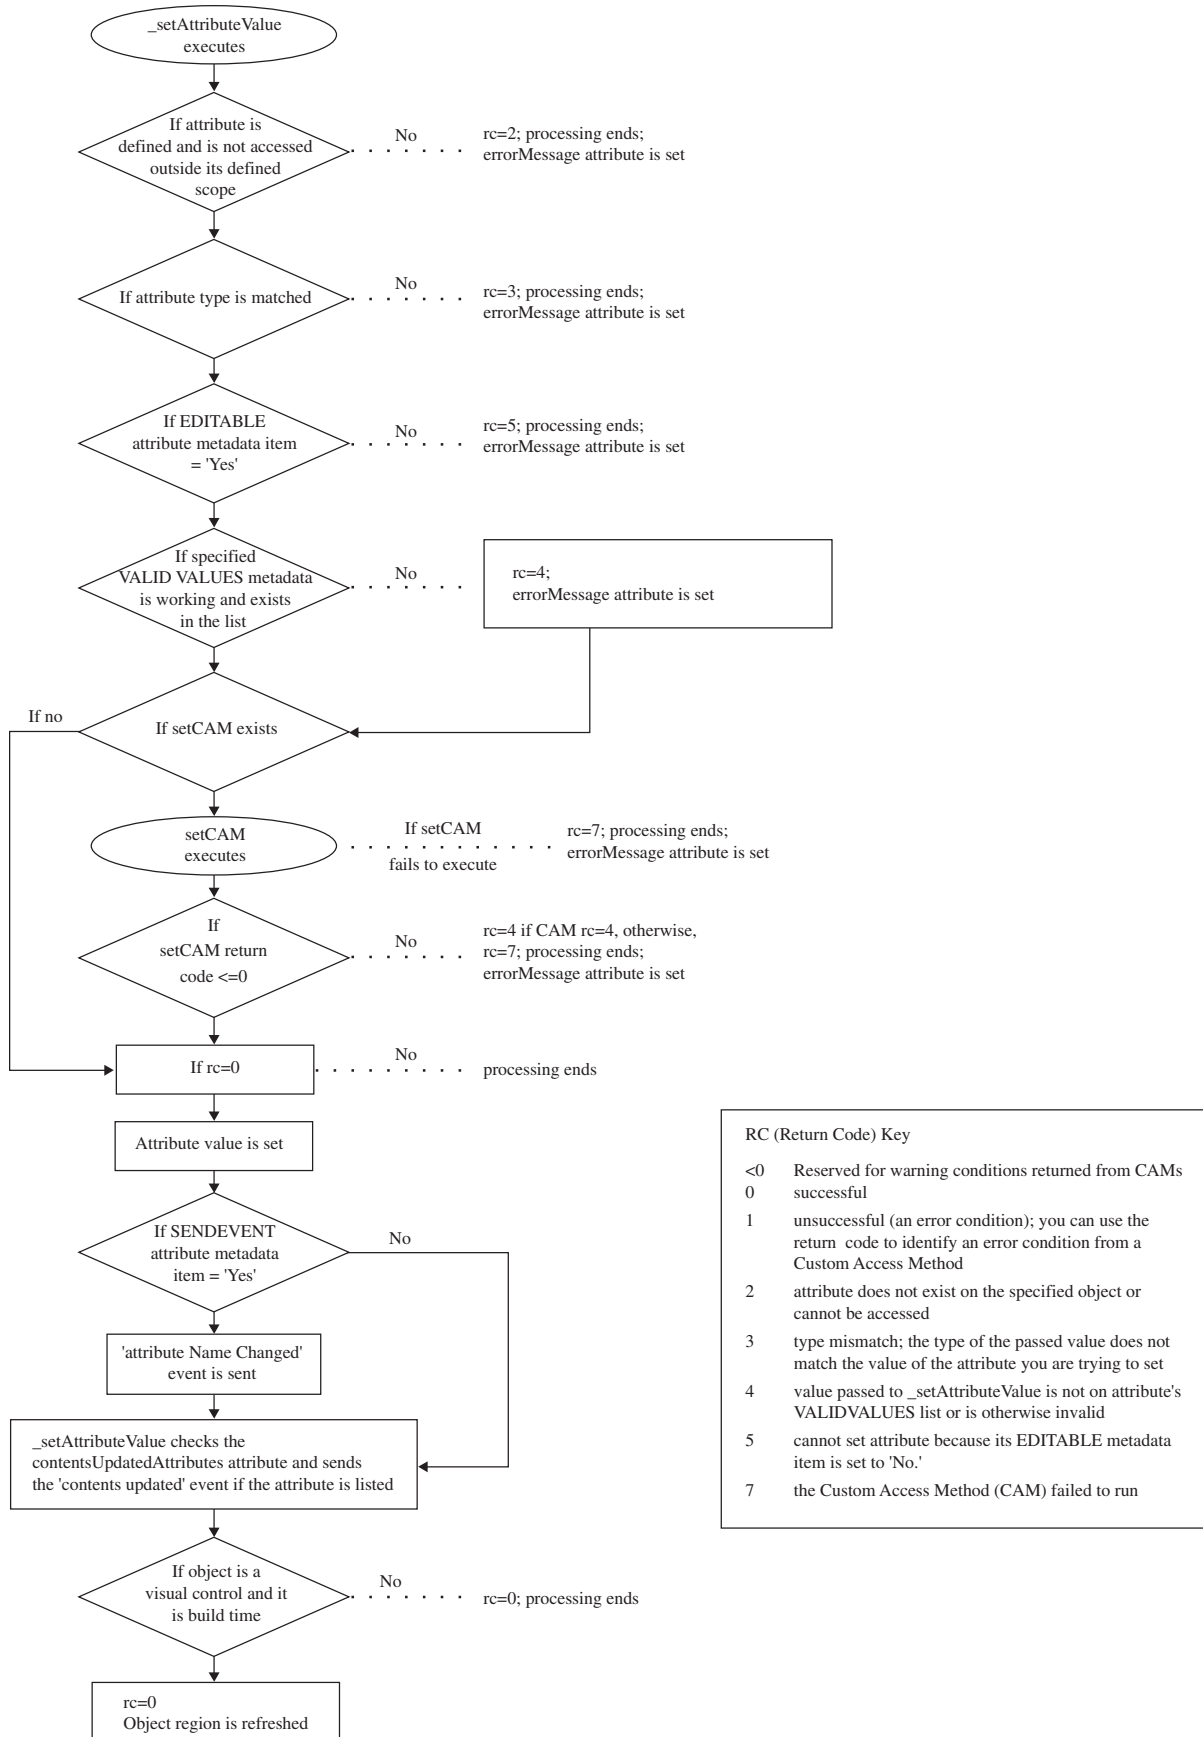 _setAttributeValue
executes
If attribute is
defined and is not accessed
outside its defined
scope
No
rc=2; processing ends;
errorMessage attribute is set
If attribute type is matched
No
rc=3; processing ends;
errorMessage attribute is set
If EDITABLE
attribute metadata item
= 'Yes'
No
rc=5; processing ends;
errorMessage attribute is set
If specified
VALID VALUES metadata
is working and exists
in the list
No
rc=4;
errorMessage attribute is set
If no
If setCAM exists
setCAM
executes
If setCAM
fails to execute
rc=7; processing ends;
errorMessage attribute is set
If
setCAM return
code <=0
No
rc=4 if CAM rc=4, otherwise,
rc=7; processing ends;
errorMessage attribute is set
If rc=0
No
processing ends
Attribute value is set
If SENDEVENT
attribute metadata
item = 'Yes'
No
'attribute Name Changed'
event is sent
_setAttributeValue checks the
contentsUpdatedAttributes attribute and sends
the 'contents updated' event if the attribute is listed
If object is a
visual control and it
is build time
No
rc=0; processing ends
rc=0
Object region is refreshed
RC (Return Code) Key
<0 Reserved for warning conditions returned from CAMs
0 successful
1 unsuccessful (an error condition); you can use the
return code to identify an error condition from a
Custom Access Method
2 attribute does not exist on the specified object or
cannot be accessed
3 type mismatch; the type of the passed value does not
match the value of the attribute you are trying to set
4 value passed to _setAttributeValue is not on attribute's
VALIDVALUES list or is otherwise invalid
5 cannot set attribute because its EDITABLE metadata
item is set to 'No.'
7 the Custom Access Method (CAM) failed to run